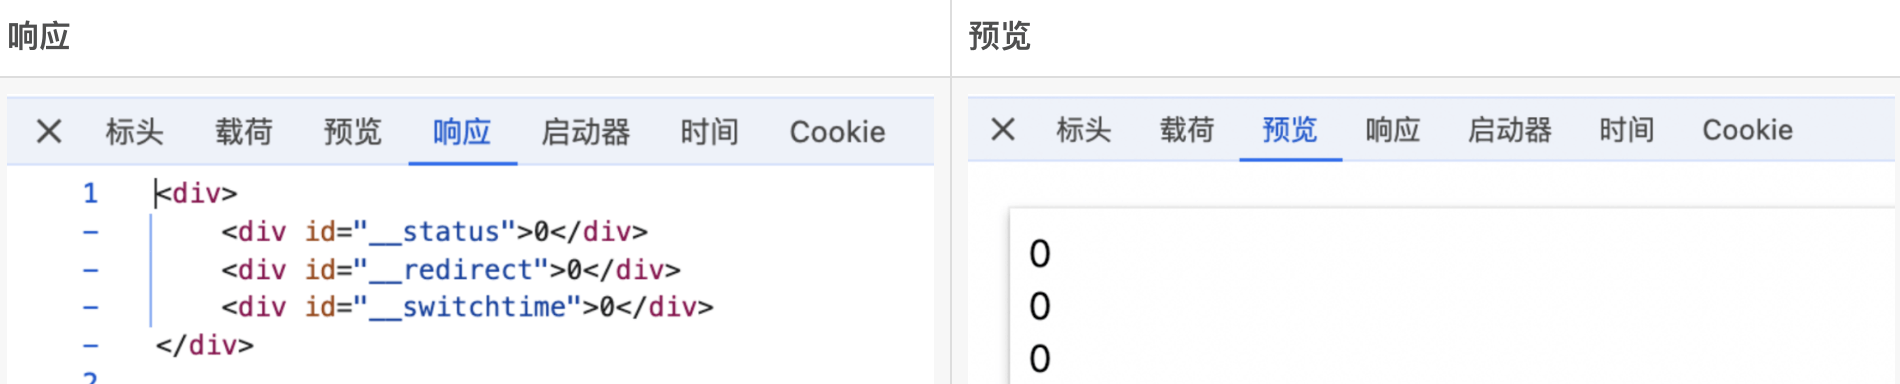 响应
预览
标头 载荷 预览 响应 启动器 时间 Cookie
1 <div>
– <div id="__status">0</div>
– <div id="__redirect">0</div>
– <div id="__switchtime">0</div>
– </div>
2
标头 载荷 预览 响应 启动器 时间 Cookie
0
0
0